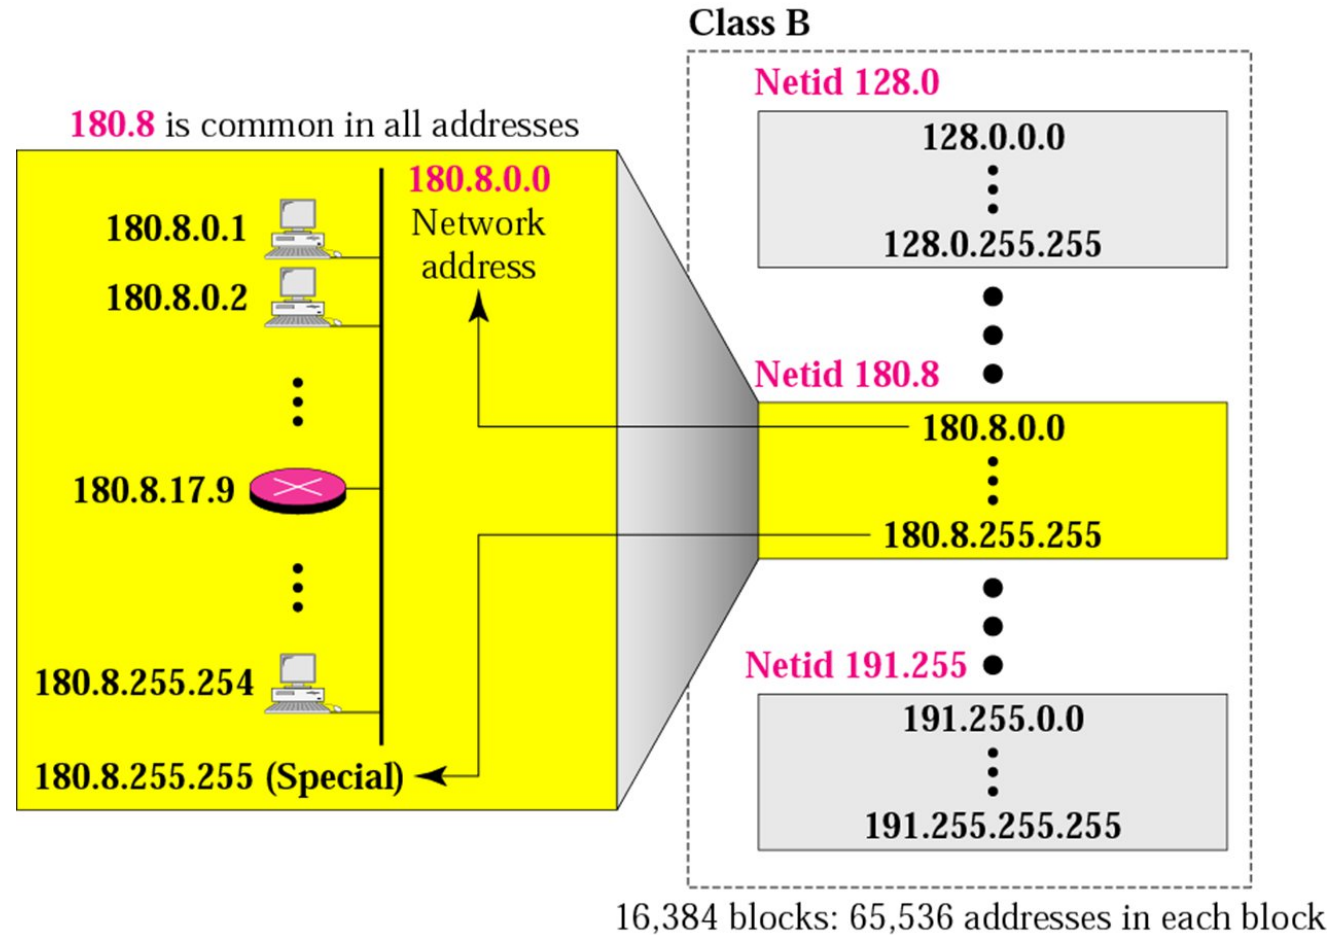 Class B
Netid 128.0
128.0.0.0
128.0.255.255
Netid 180.8
180.8.0.0
180.8.255.255
Netid 191.255
191.255.0.0
191.255.255.255
16,384 blocks: 65,536 addresses in each block
180.8 is common in all addresses
180.8.0.0
Network
address
180.8.0.1
180.8.0.2
180.8.17.9
180.8.255.254
180.8.255.255 (Special)